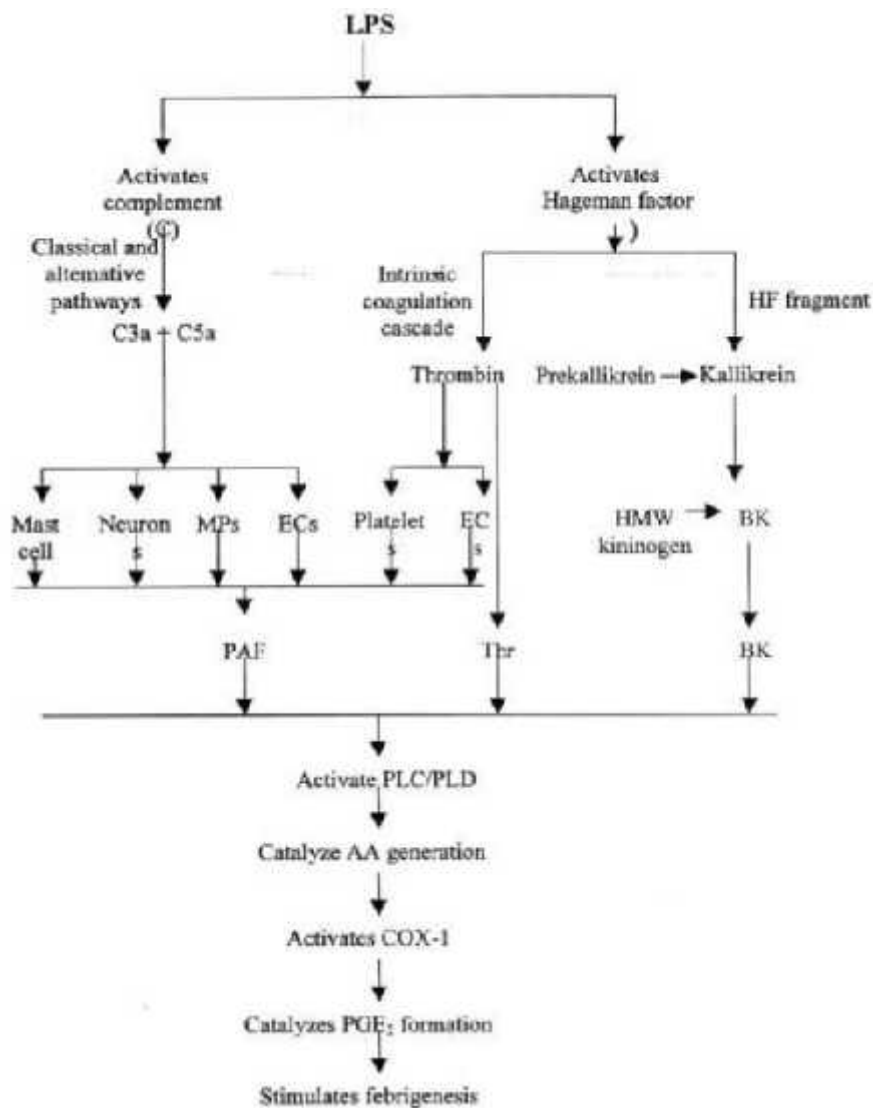 LPS
Activates
complement
(C)
Activates
Hageman factor
)
Classical and
alternative
pathways
Intrinsic
coagulation
cascade
HF fragment
C3a + C5a
Thrombin
Prekallikrein
Kallikrein
Mast
cell
Neuron
s
MPs
ECs
Platelet
s
EC
s
HMW
kininogen
BK
PAF
Thr
BK
Activate PLC/PLD
Catalyze AA generation
Activates COX-1
Catalyzes PGE₂ formation
Stimulates febrigenesis